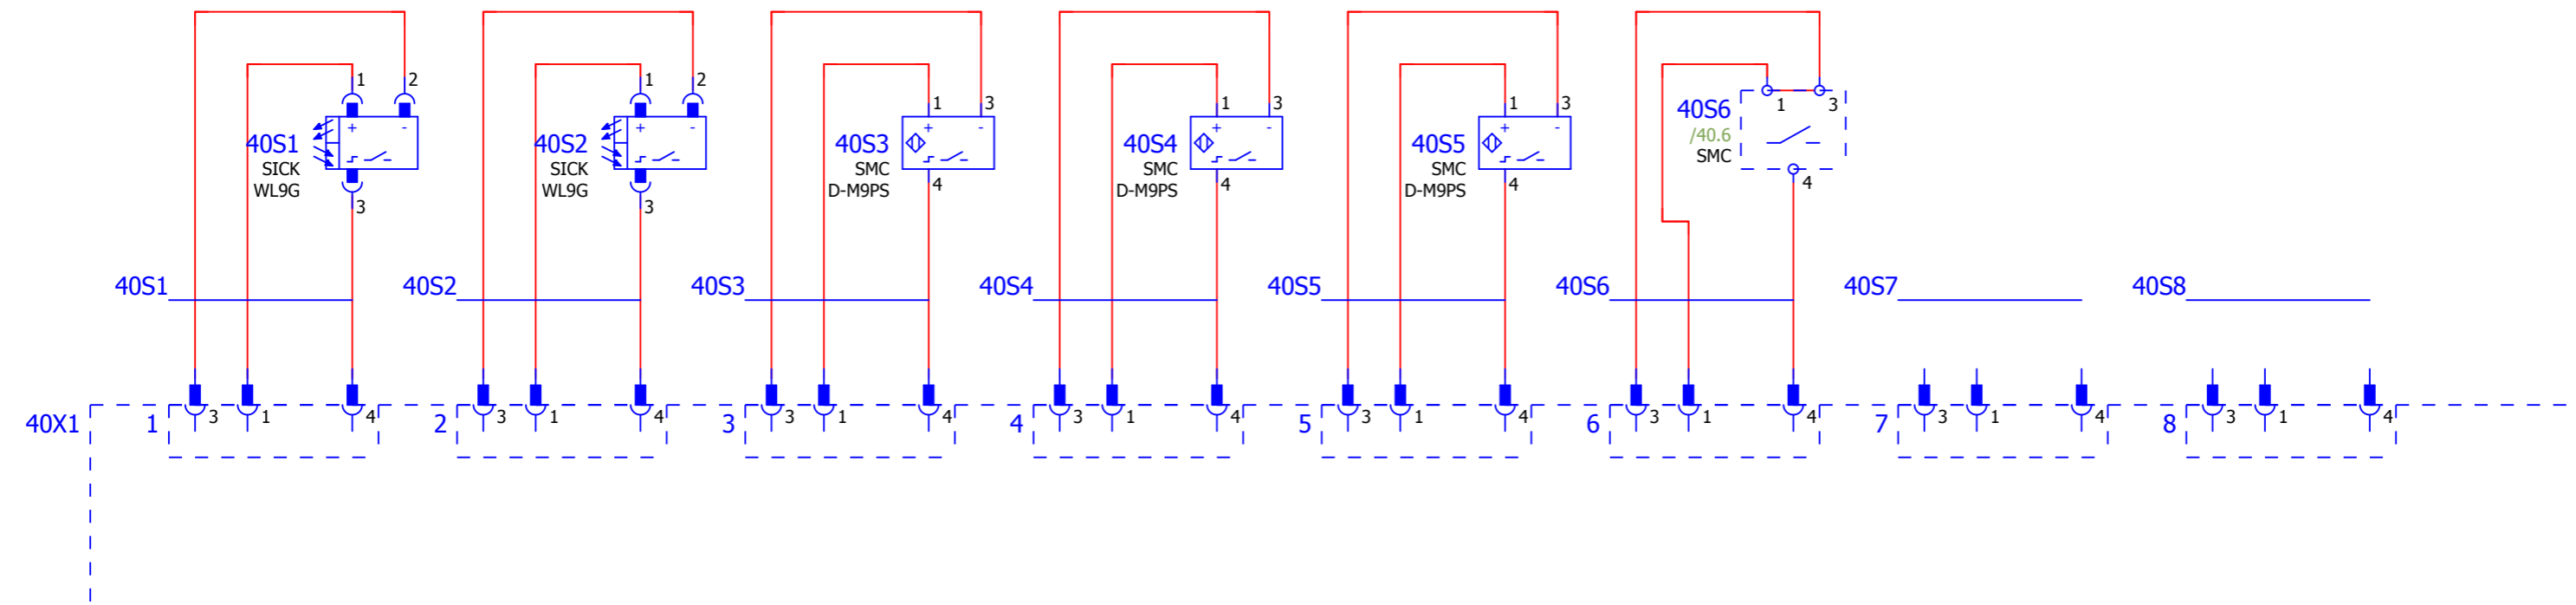 1 2
+ -
40S1
SICK
WL9G
3
1 2
+ -
40S2
SICK
WL9G
3
1 3
+ -
40S3
SMC
D-M9PS
4
1 3
+ -
40S4
SMC
D-M9PS
4
1 3
+ -
40S5
SMC
D-M9PS
4
1 3
40S6
/40.6
SMC
4
40S1 40S2 40S3 40S4 40S5 40S6 40S7 40S8
40X1
1 3 1 4
2 3 1 4
3 3 1 4
4 3 1 4
5 3 1 4
6 3 1 4
7 3 1 4
8 3 1 4